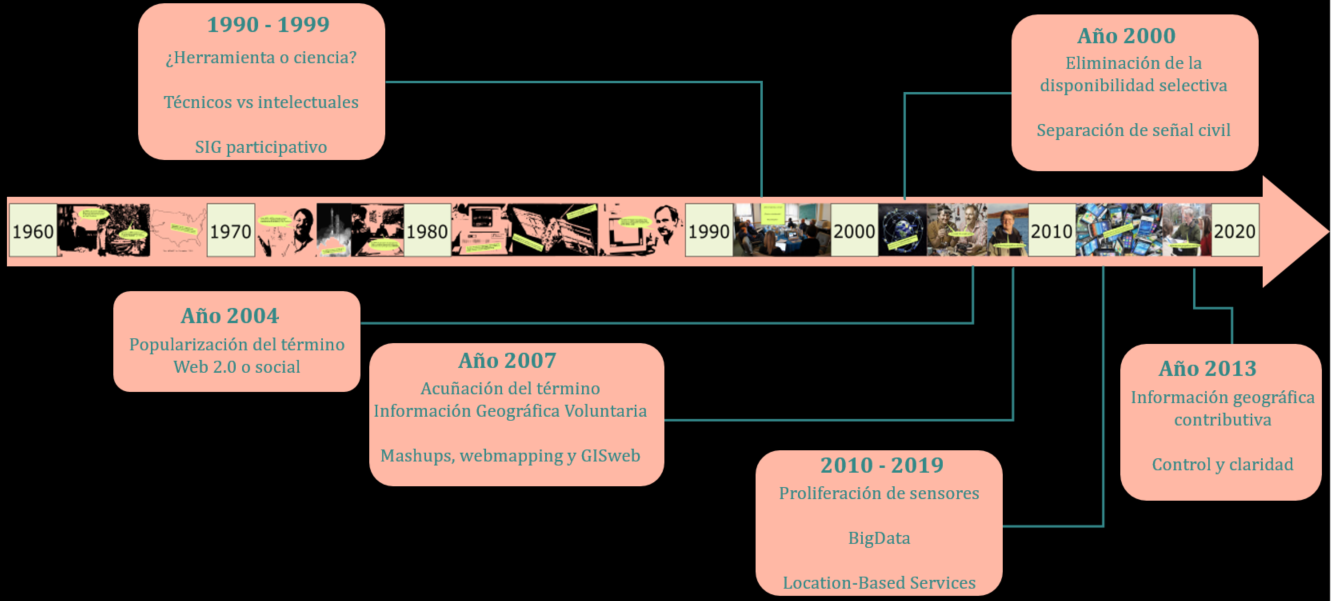 1990 - 1999
¿Herramienta o ciencia?
Técnicos vs intelectuales
SIG participativo
Año 2000
Eliminación de la
disponibilidad selectiva
Separación de señal civil
1960
1970
1980
1990
2000
2010
2020
Año 2004
Popularización del término
Web 2.0 o social
Año 2007
Acuñación del término
Información Geográfica Voluntaria
Mashups, webmapping y GISweb
2010 - 2019
Proliferación de sensores
BigData
Location-Based Services
Año 2013
Información geográfica
contributiva
Control y claridad